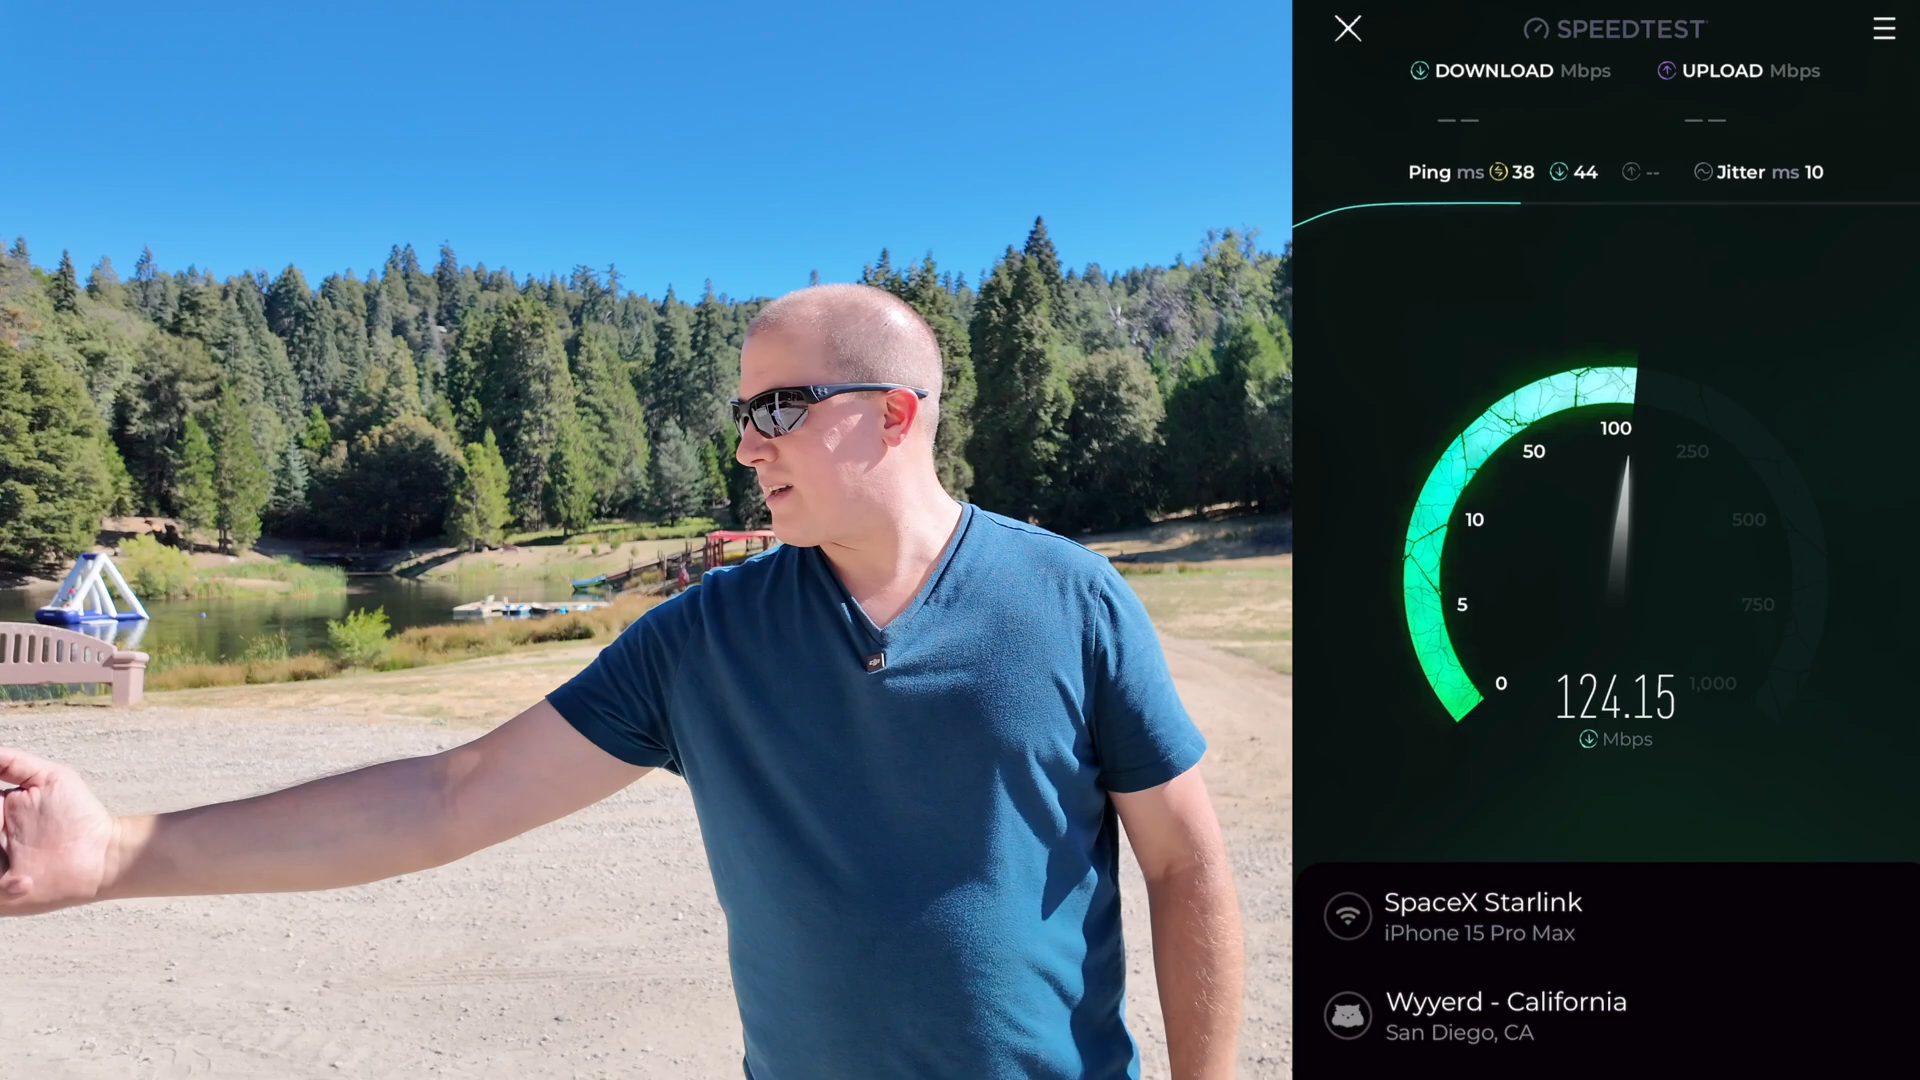 SPEEDTEST
DOWNLOAD Mbps UPLOAD Mbps
— — — —
Ping ms 38 44 -- Jitter ms 10
100
50 250
10 500
5 750
0 1,000
124.15
Mbps
SpaceX Starlink
iPhone 15 Pro Max
Wyyerd - California
San Diego, CA